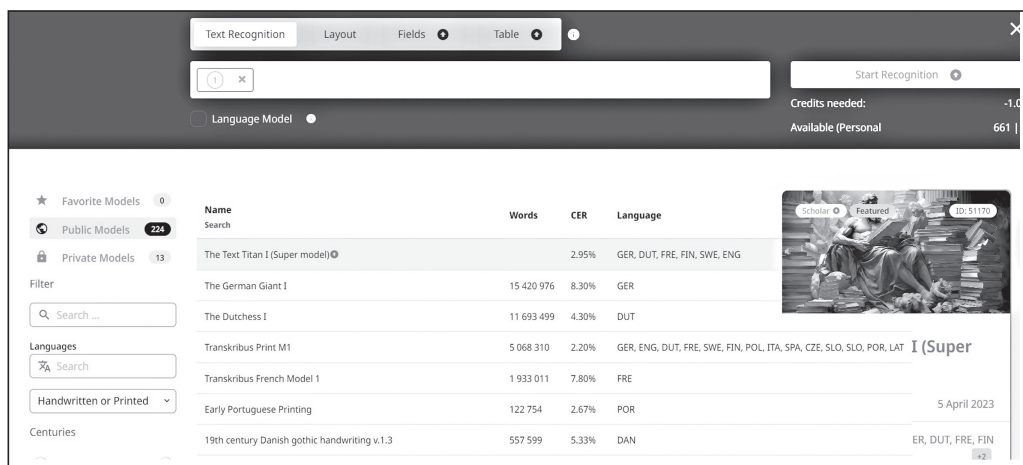 Text Recognition Layout Fields Table
1
Start Recognition
Credits needed: -1.0
Language Model
Available (Personal 661 |
Favorite Models 0
Public Models 224
Private Models 13
Filter
Search ...
Languages
Search
Handwritten or Printed
Centuries
Name Words CER Language
Search
The Text Titan I (Super model) 2.95% GER, DUT, FRE, FIN, SWE, ENG
The German Giant I 15 420 976 8.30% GER
The Dutchess I 11 693 499 4.30% DUT
Transkribus Print M1 5 068 310 2.20% GER, ENG, DUT, FRE, SWE, FIN, POL, ITA, SPA, CZE, SLO, SLO, POR, LAT
Transkribus French Model 1 1 933 011 7.80% FRE
Early Portuguese Printing 122 754 2.67% POR
19th century Danish gothic handwriting v.1.3 557 599 5.33% DAN
Scholar Featured ID: 51170
I (Super
5 April 2023
ER, DUT, FRE, FIN
+2